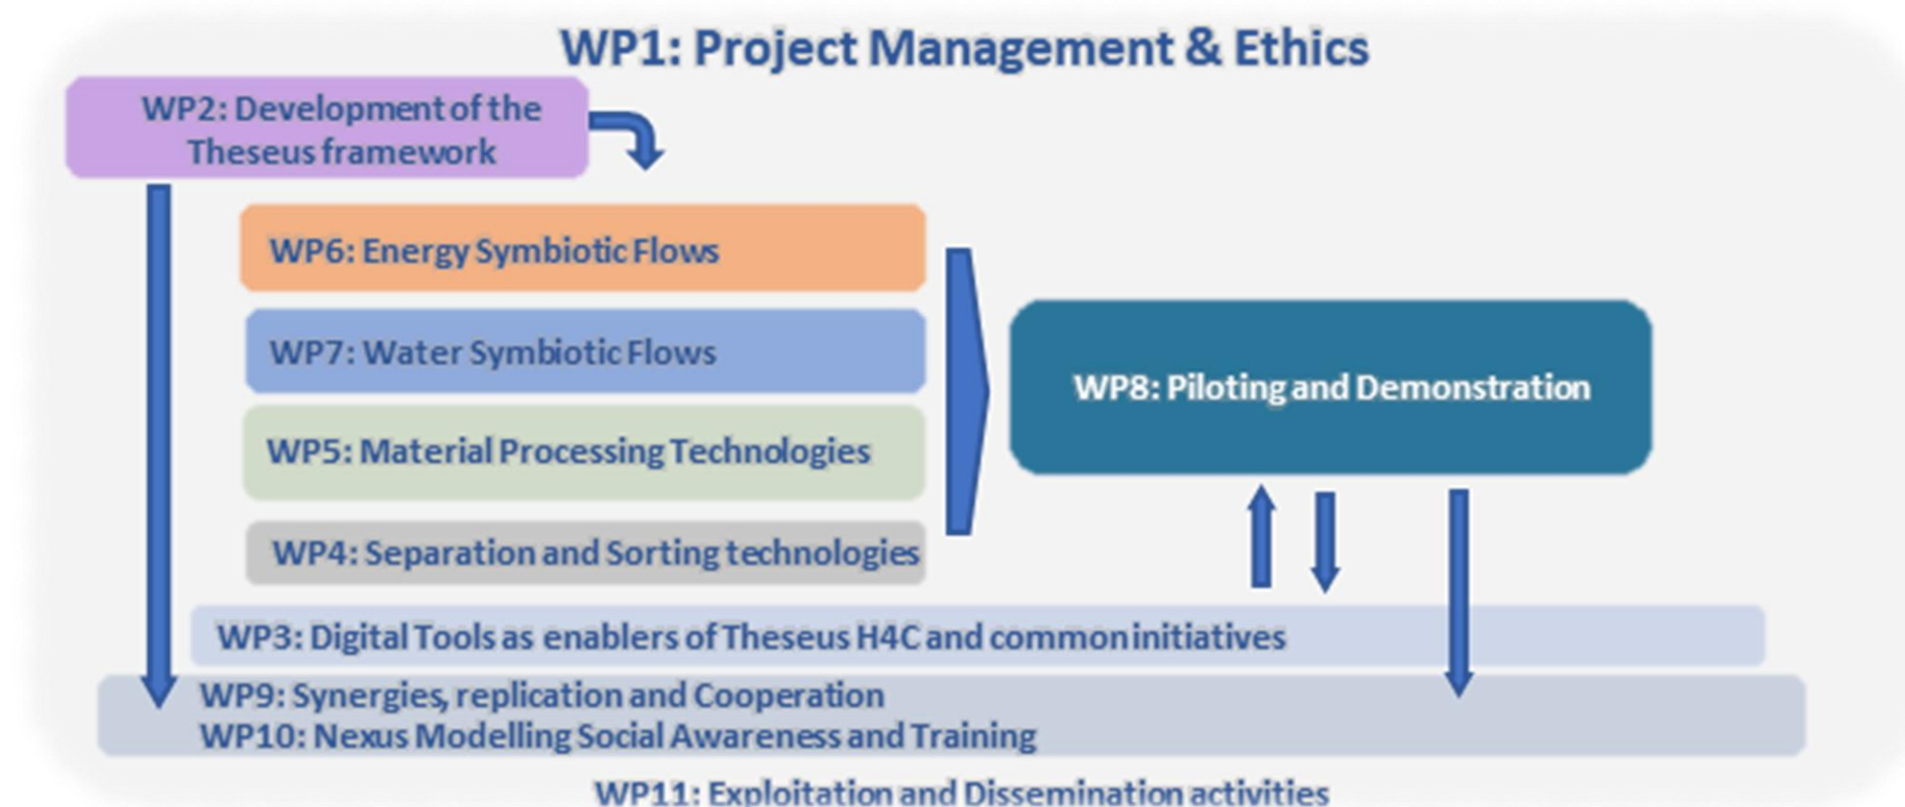 WP1: Project Management & Ethics
WP2: Development of the
Theseus framework
WP6: Energy Symbiotic Flows
WP7: Water Symbiotic Flows
WP5: Material Processing Technologies
WP4: Separation and Sorting technologies
WP8: Piloting and Demonstration
WP3: Digital Tools as enablers of Theseus H4C and common initiatives
WP9: Synergies, replication and Cooperation
WP10: Nexus Modelling Social Awareness and Training
WP11: Exploitation and Dissemination activities